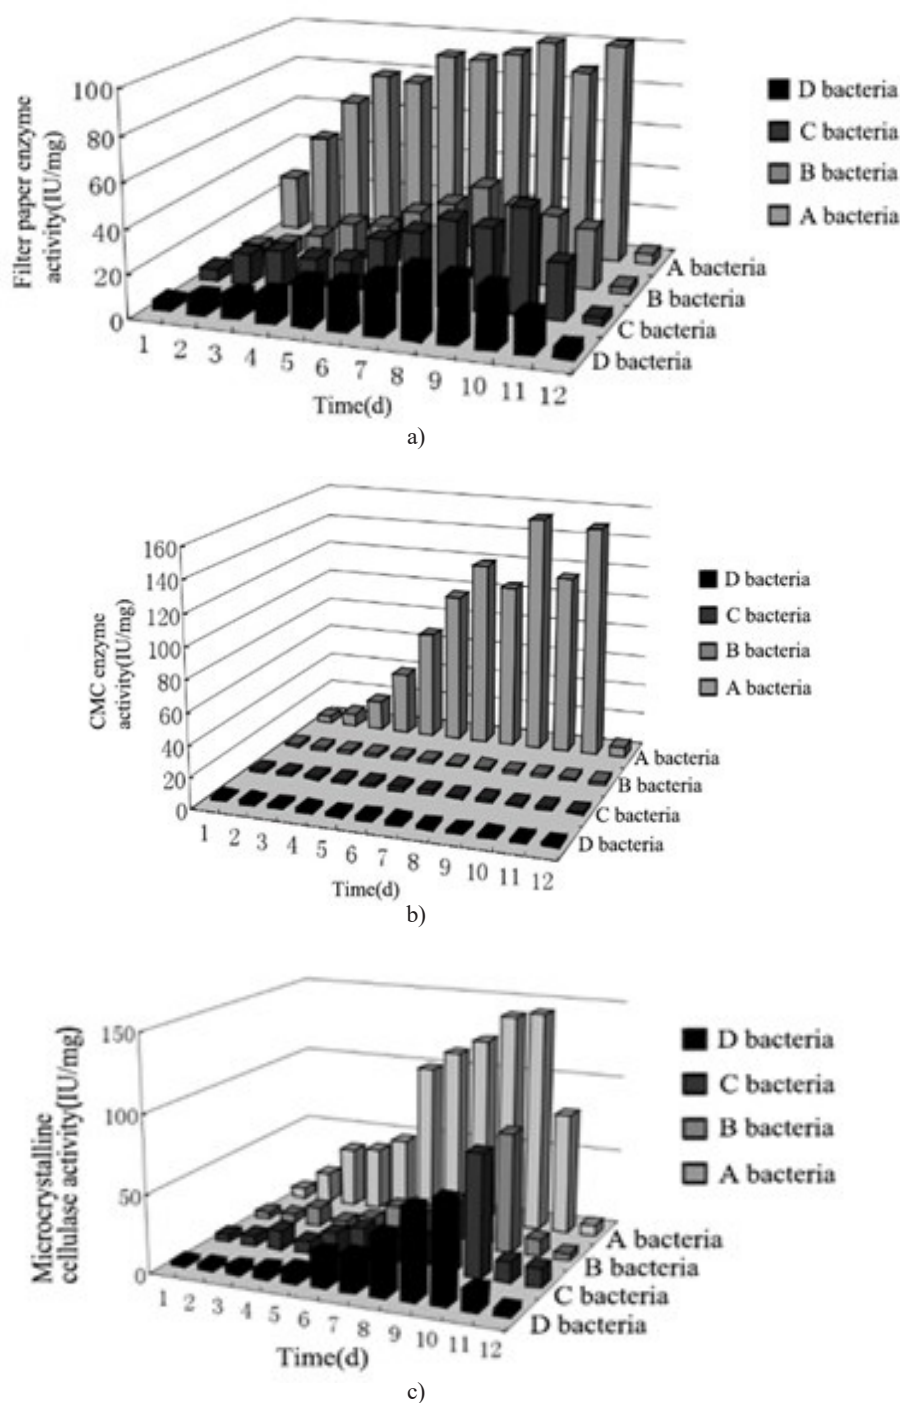 100
80
60
40
20
0
Filter paper enzyme
activity(IU/mg)
1 2 3 4 5 6 7 8 9 10 11 12
Time(d)
A bacteria
B bacteria
C bacteria
D bacteria
D bacteria
C bacteria
B bacteria
A bacteria
a)
160
140
120
100
80
60
40
20
0
CMC enzyme
activity(IU/mg)
1 2 3 4 5 6 7 8 9 10 11 12
Time(d)
A bacteria
B bacteria
C bacteria
D bacteria
D bacteria
C bacteria
B bacteria
A bacteria
b)
150
100
50
0
Microcrystalline
cellulase activity(IU/mg)
1 2 3 4 5 6 7 8 9 10 11 12
Time(d)
A bacteria
B bacteria
C bacteria
D bacteria
D bacteria
C bacteria
B bacteria
A bacteria
c)